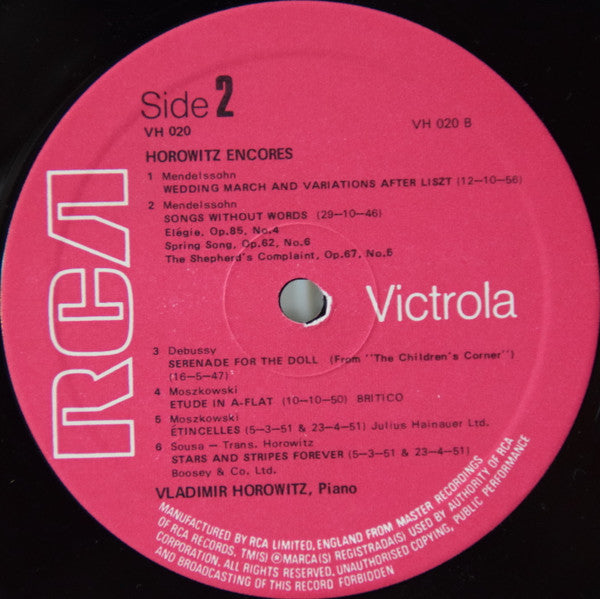 Side 2
VH 020
VH 020 B
HOROWITZ ENCORES
1 Mendelssohn
WEDDING MARCH AND VARIATIONS AFTER LISZT (12-10-56)
2 Mendelssohn
SONGS WITHOUT WORDS (29-10-46)
Elégie, Op.85, No.4
Spring Song, Op.62, No.6
The Shepherd's Complaint, Op.67, No.5
RCA
Victrola
3 Debussy
SERENADE FOR THE DOLL (From "The Children's Corner")
(16-5-47)
4 Moszkowski
ETUDE IN A-FLAT (10-10-50) BRITICO
5 Moszkowski
ÉTINCELLES (5-3-51 & 23-4-51) Julius Hainauer Ltd.
6 Sousa - Trans. Horowitz
STARS AND STRIPES FOREVER (5-3-51 & 23-4-51)
Boosey & Co. Ltd.
VLADIMIR HOROWITZ, Piano
MANUFACTURED BY RCA LIMITED, ENGLAND FROM MASTER RECORDINGS
OF RCA RECORDS. TM(S) ® MARCA(S) REGISTRADA(S) USED BY AUTHORITY OF RCA
CORPORATION. ALL RIGHTS RESERVED. UNAUTHORISED COPYING, PUBLIC PERFORMANCE
AND BROADCASTING OF THIS RECORD FORBIDDEN